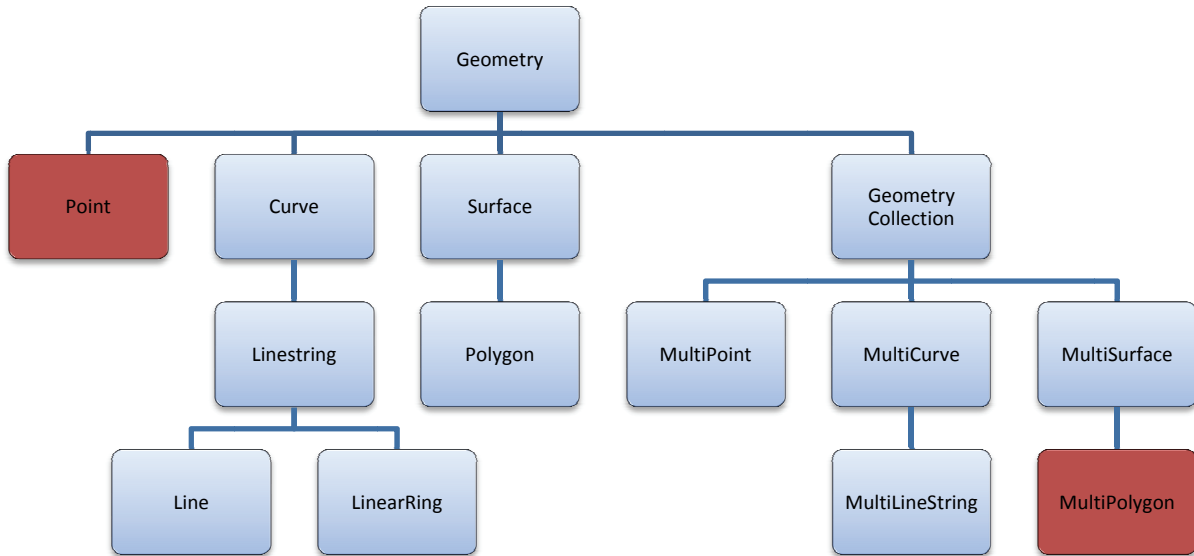 Geometry
Point
Curve
Surface
Geometry
Collection
Linestring
Polygon
MultiPoint
MultiCurve
MultiSurface
Line
LinearRing
MultiLineString
MultiPolygon